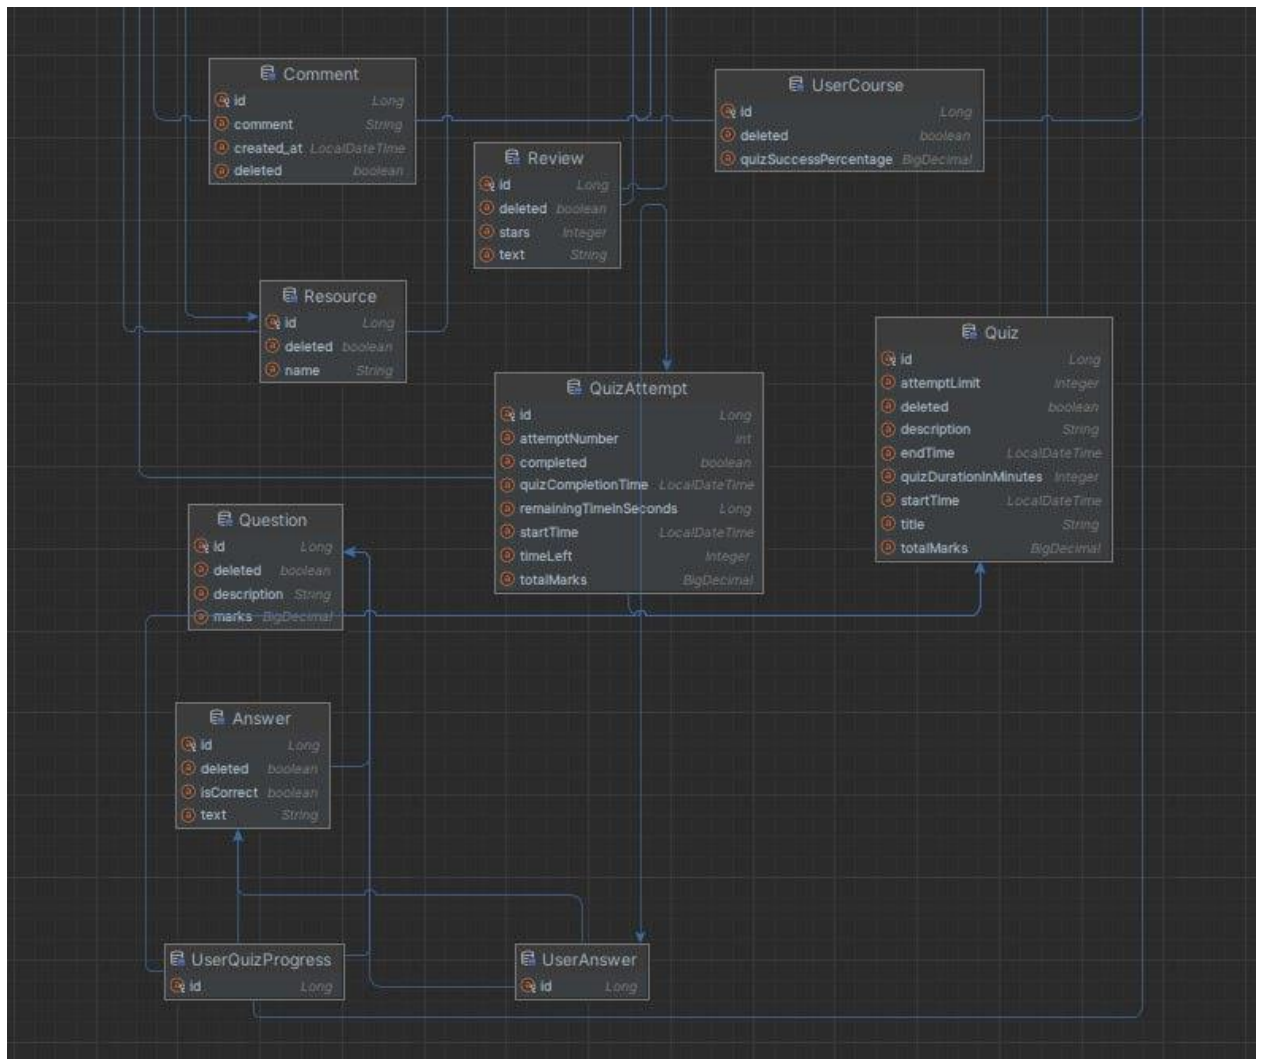 Comment
id Long
comment String
created_at LocalDateTime
deleted boolean
UserCourse
id Long
deleted boolean
quizSuccessPercentage BigDecimal
Review
id Long
deleted boolean
stars Integer
text String
Resource
id Long
deleted boolean
name String
Quiz
id Long
attemptLimit Integer
deleted boolean
description String
endTime LocalDateTime
quizDurationInMinutes Integer
startTime LocalDateTime
title String
totalMarks BigDecimal
QuizAttempt
id Long
attemptNumber int
completed boolean
quizCompletionTime LocalDateTime
remainingTimeInSeconds Long
startTime LocalDateTime
timeLeft Integer
totalMarks BigDecimal
Question
id Long
deleted boolean
description String
marks BigDecimal
Answer
id Long
deleted boolean
isCorrect boolean
text String
UserQuizProgress
id Long
UserAnswer
id Long